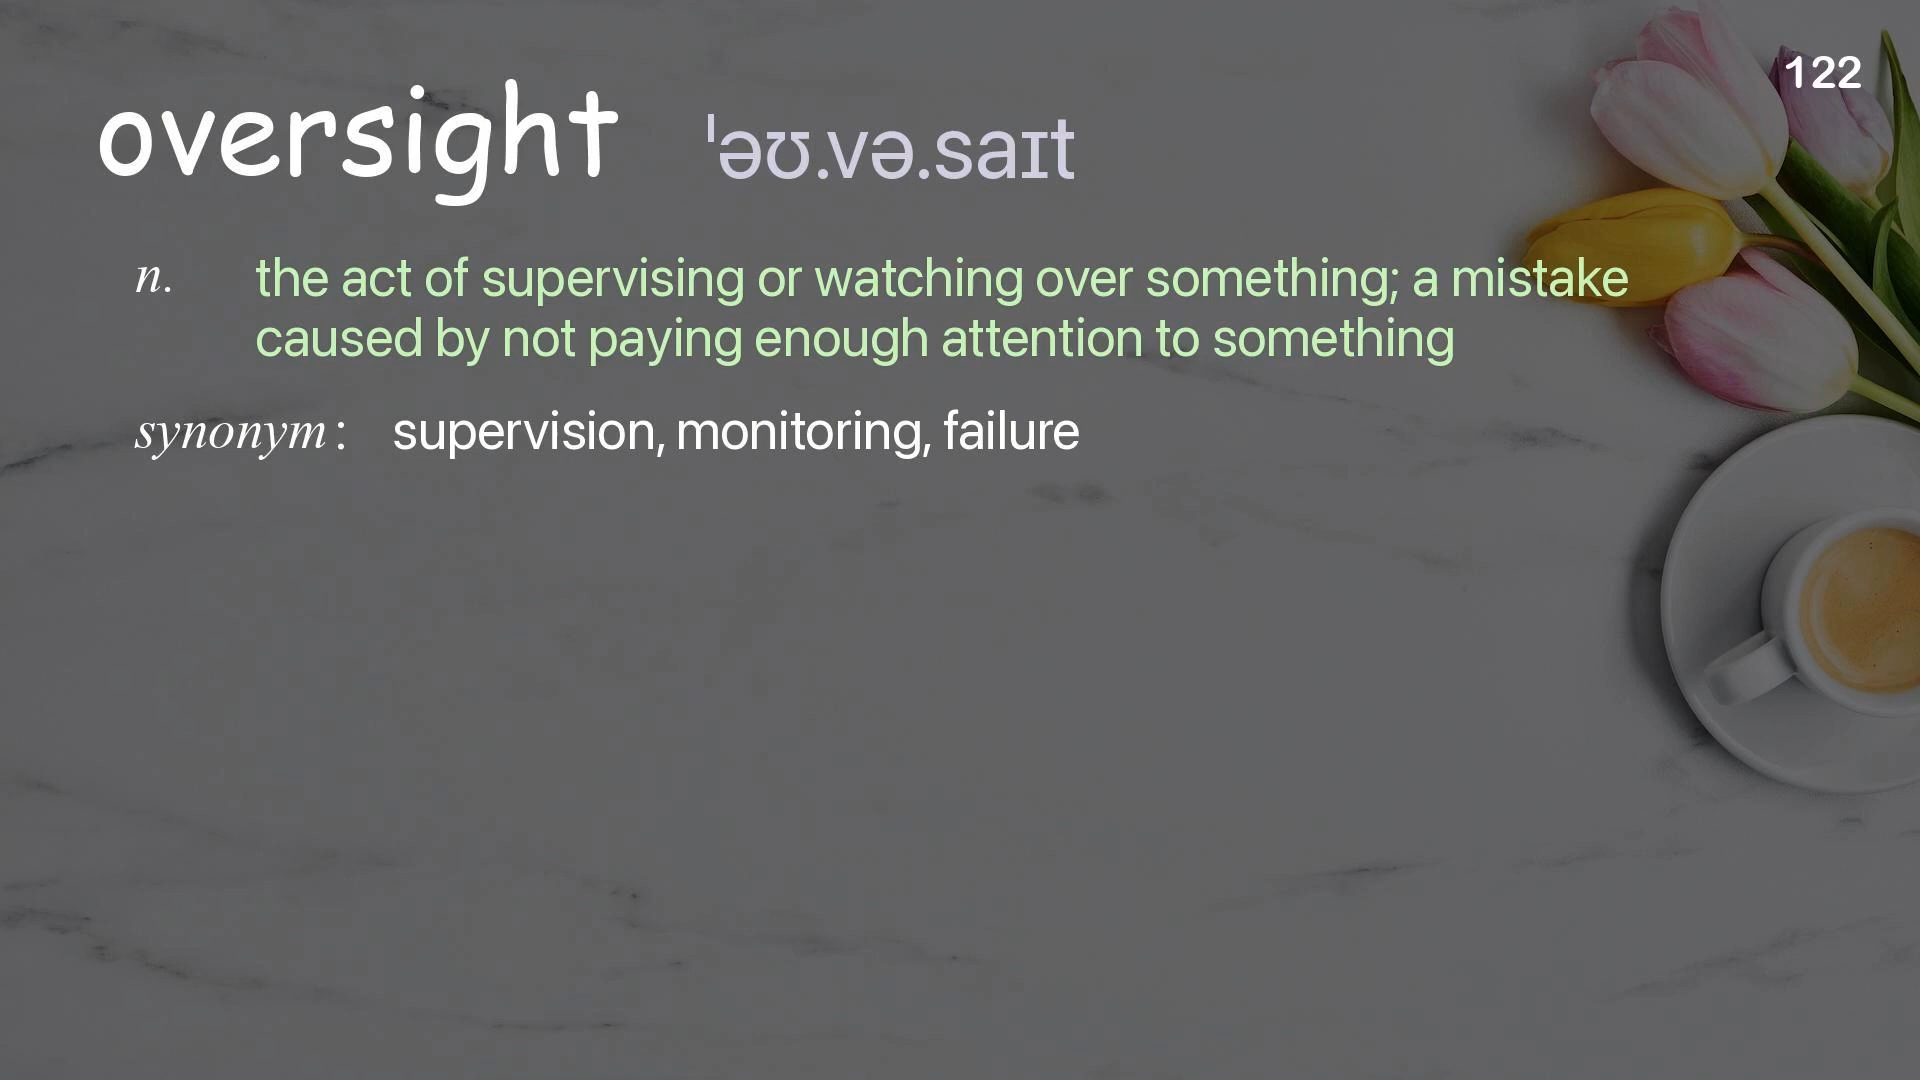 122
oversight ˈəʊ.və.saɪt
n. the act of supervising or watching over something; a mistake
caused by not paying enough attention to something
synonym: supervision, monitoring, failure